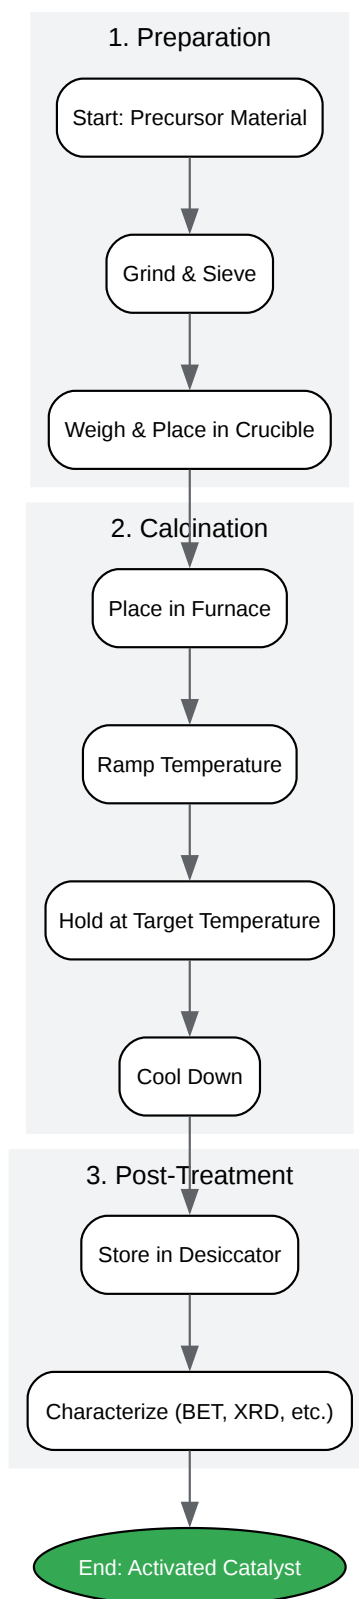 1. Preparation
Start: Precursor Material
Grind & Sieve
Weigh & Place in Crucible
2. Calcination
Place in Furnace
Ramp Temperature
Hold at Target Temperature
Cool Down
3. Post-Treatment
Store in Desiccator
Characterize (BET, XRD, etc.)
End: Activated Catalyst